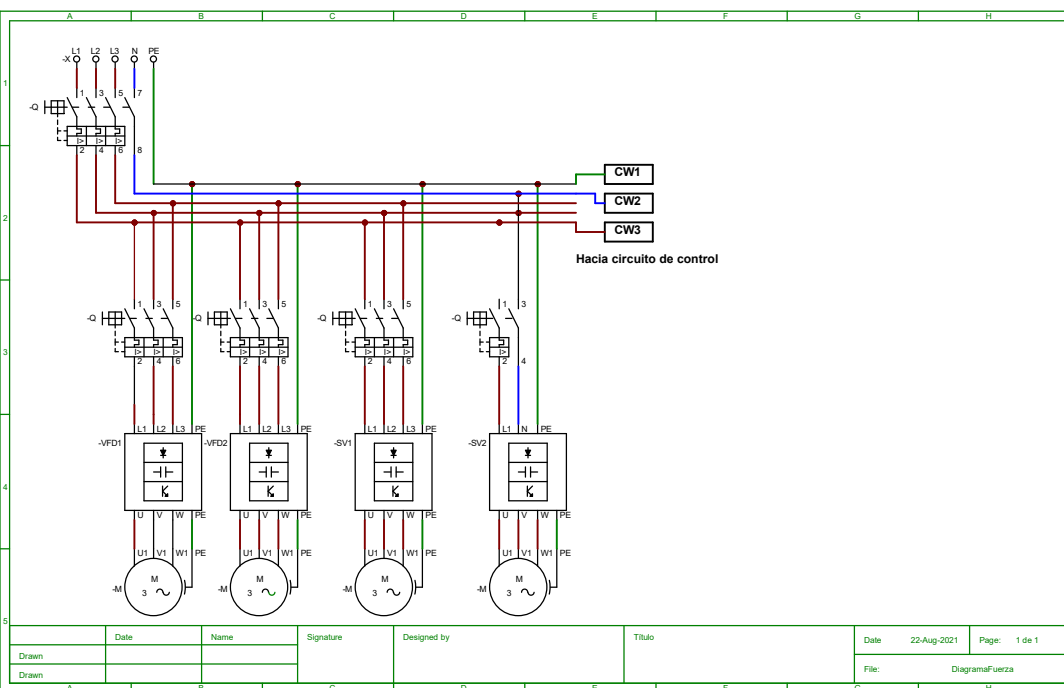 A B C D E F G H
L1 L2 L3 N PE
-X
1
1 3 5 7
-Q
I> I> I>
2 4 6 8
CW1
CW2
2
CW3
Hacia circuito de control
1 3 5 1 3 5 1 3 5 1 3
-Q -Q -Q -Q
3
I> I> I> I> I> I> I> I> I> I>
2 4 6 2 4 6 2 4 6 2 4
L1 L2 L3 PE L1 L2 L3 PE L1 L2 L3 PE L1 N PE
-VFD1 -VFD2 -SV1 -SV2
4
U V W PE U V W PE U V W PE U V W PE
U1 V1 W1 PE U1 V1 W1 PE U1 V1 W1 PE U1 V1 W1 PE
M M M M
-M 3 -M 3 -M 3 -M 3
5
Date Name Signature Designed by Título Date 22-Aug-2021 Page: 1 de 1
Drawn
File: DiagramaFuerza
Drawn
A B C D E F G H